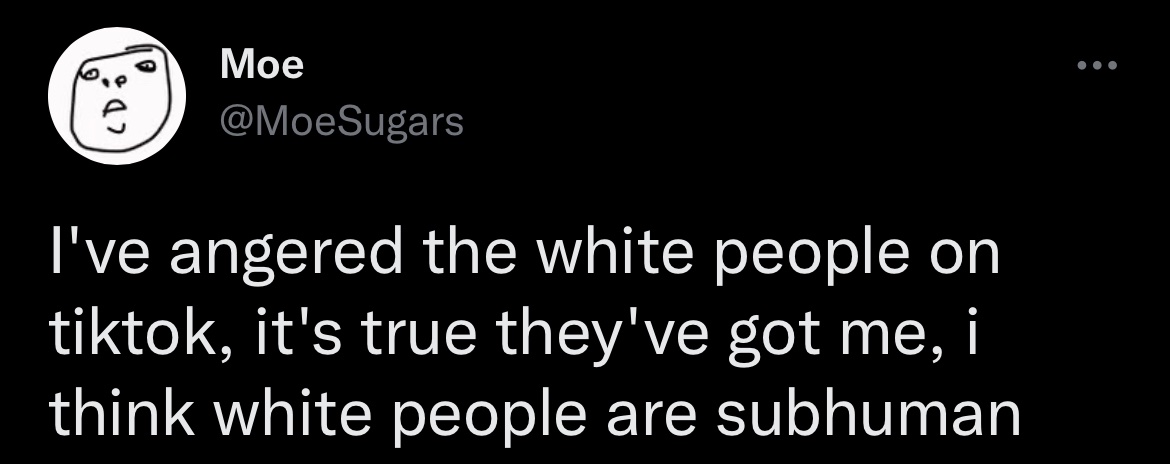 Moe
@MoeSugars
I've angered the white people on
tiktok, it's true they've got me, i
think white people are subhuman